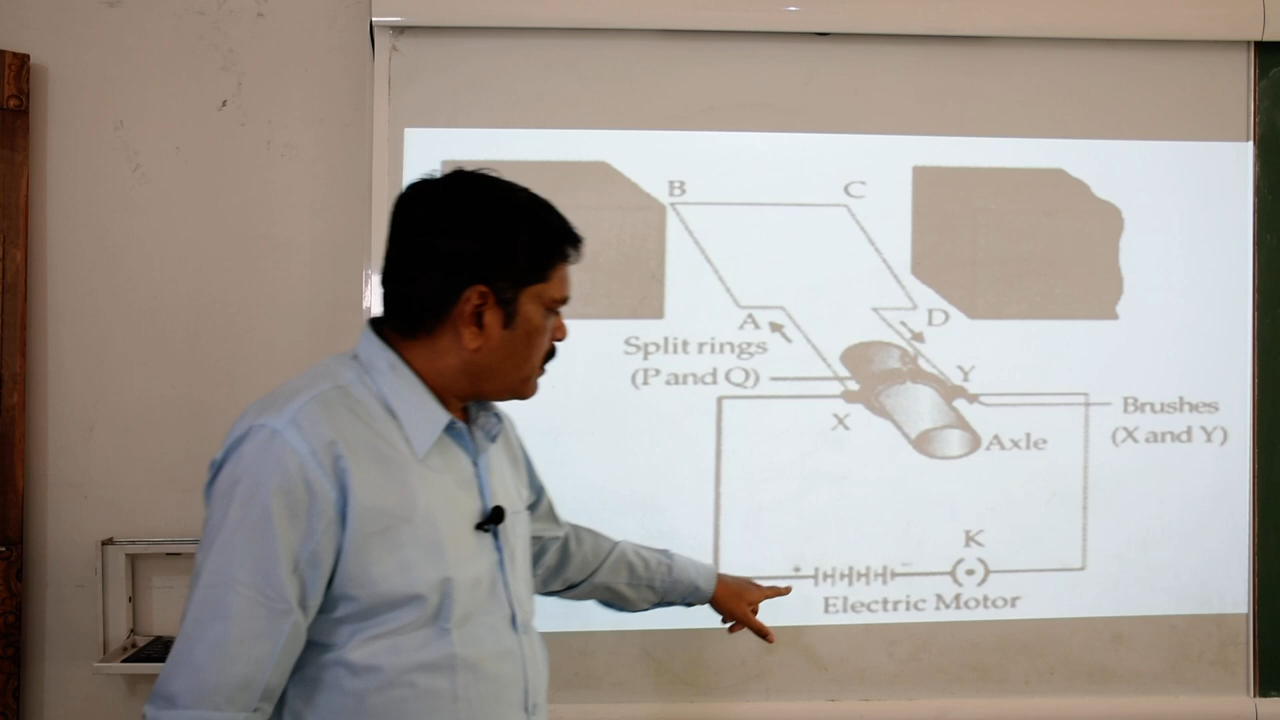 B
C
A
D
Split rings
(P and Q)
Y
X
Brushes
(X and Y)
Axle
K
+
-
Electric Motor